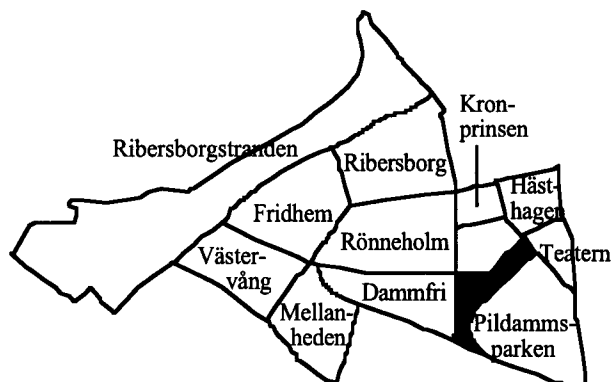 Kron-
prinsen
Ribersborgstranden
Ribersborg
Häst-
hagen
Fridhem
Rönneholm
Teatern
Väster-
vång
Dammfri
Mellan-
heden
Pildamms-
parken